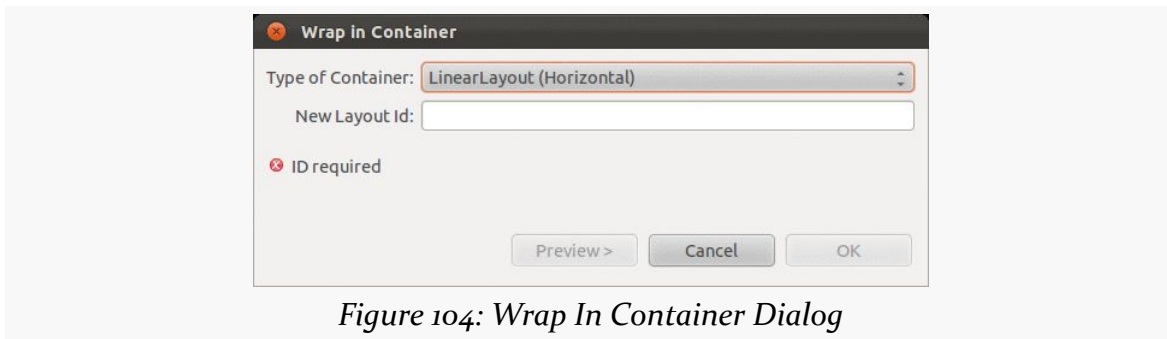 Wrap in Container
Type of Container: LinearLayout (Horizontal)
New Layout Id:
ID required
Preview > Cancel OK
Figure 104: Wrap In Container Dialog